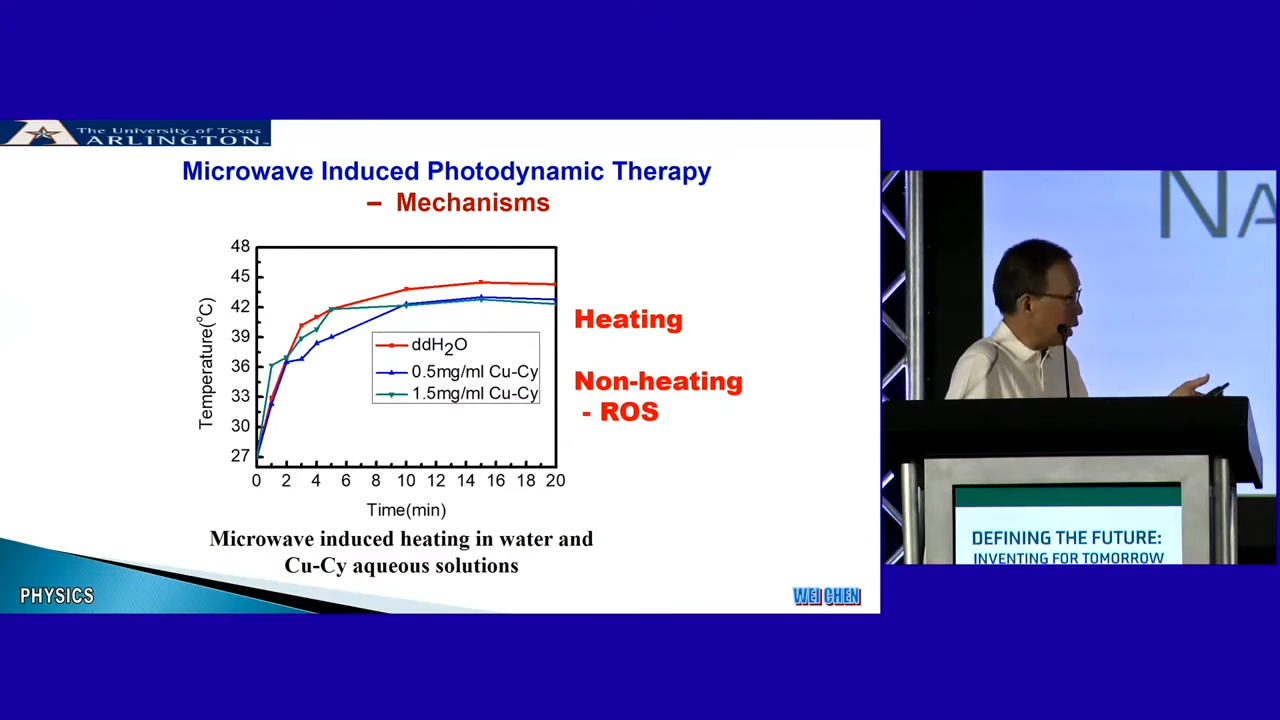 The University of Texas
ARLINGTON
Microwave Induced Photodynamic Therapy
– Mechanisms
48
45
42
39
36
33
30
27
Temperature(°C)
ddH2O
0.5mg/ml Cu-Cy
1.5mg/ml Cu-Cy
0 2 4 6 8 10 12 14 16 18 20
Time(min)
Heating
Non-heating
- ROS
Microwave induced heating in water and
Cu-Cy aqueous solutions
PHYSICS
WEI CHEN
NA
DEFINING THE FUTURE:
INVENTING FOR TOMORROW